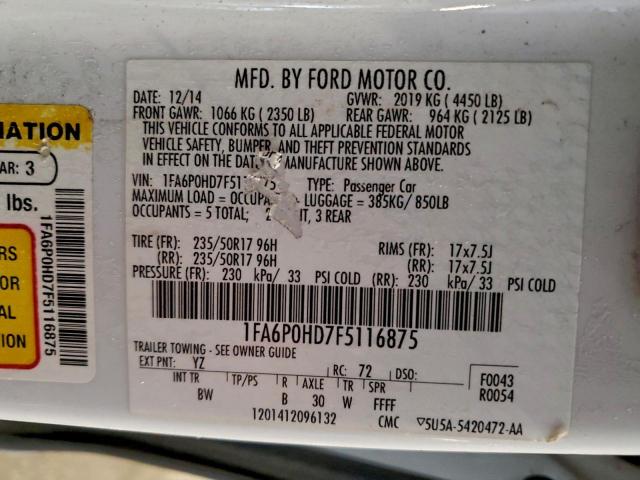 MFD. BY FORD MOTOR CO.
DATE: 12/14 GVWR: 2019 KG ( 4450 LB)
FRONT GAWR: 1066 KG ( 2350 LB) REAR GAWR: 964 KG ( 2125 LB)
THIS VEHICLE CONFORMS TO ALL APPLICABLE FEDERAL MOTOR
VEHICLE SAFETY, BUMPER, AND THEFT PREVENTION STANDARDS
IN EFFECT ON THE DATE MANUFACTURE SHOWN ABOVE.
VIN: TYPE: Passenger Car
MAXIMUM LOAD = LUGGAGE = 385KG/ 850LB
OCCUPANTS = 5 TOTAL; 3 REAR
TIRE (FR): 235/50R17 96H RIMS (FR): 17x7.5J
(RR): 235/50R17 96H (RR): 17x7.5J
PRESSURE (FR): 230 kPa/ 33 PSI COLD (RR): 230 kPa/ 33 PSI COLD
1FA6P0HD7F5116875
TRAILER TOWING - SEE OWNER GUIDE
EXT PNT: YZ RC: 72 DSO: F0043
R0054
INT TR TP/PS R AXLE TR SPR
BW B 30 W FFFF
1201412096132 CMC 5U5A-5420472-AA
MATION
AR: 3
lbs.
RS
OR
AL
1FA6P0HD7F5116875